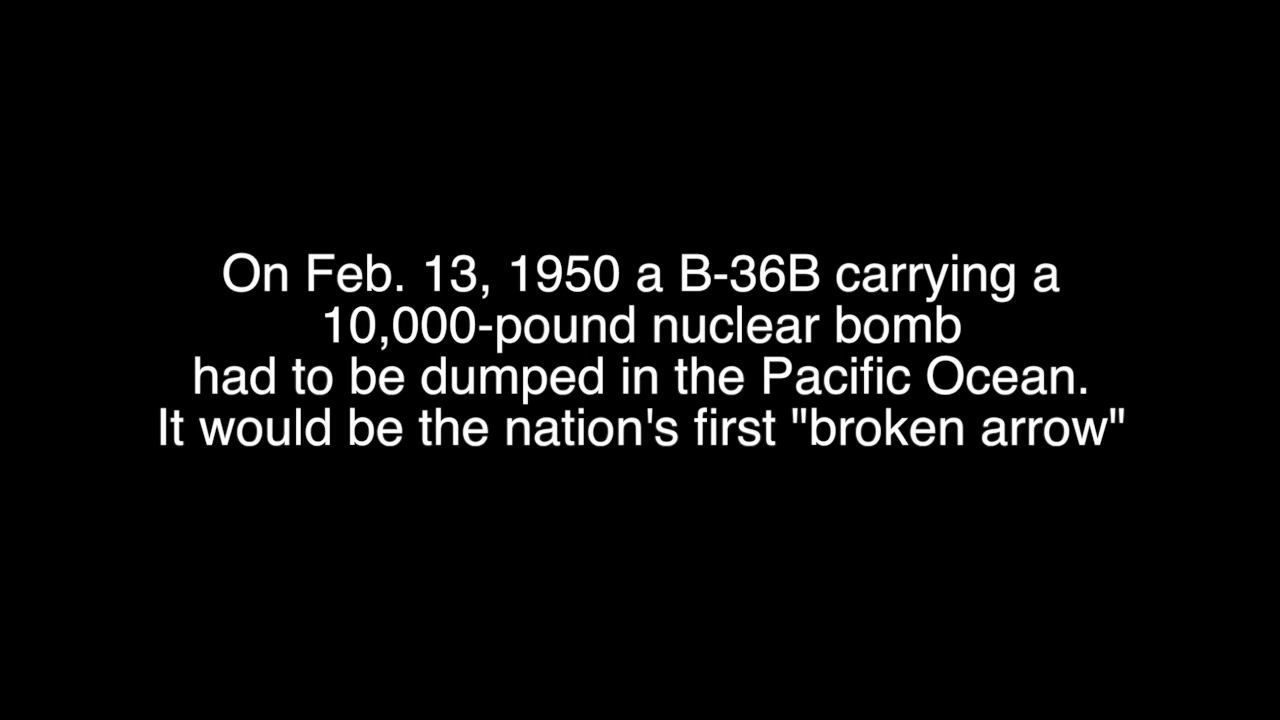 On Feb. 13, 1950 a B-36B carrying a
10,000-pound nuclear bomb
had to be dumped in the Pacific Ocean.
It would be the nation's first "broken arrow"